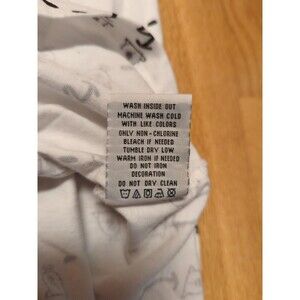 WASH INSIDE OUT
MACHINE WASH COLD
WITH LIKE COLORS
ONLY NON-CHLORINE
BLEACH IF NEEDED
TUMBLE DRY LOW
WARM IRON IF NEEDED
DO NOT IRON
DECORATION
DO NOT DRY CLEAN